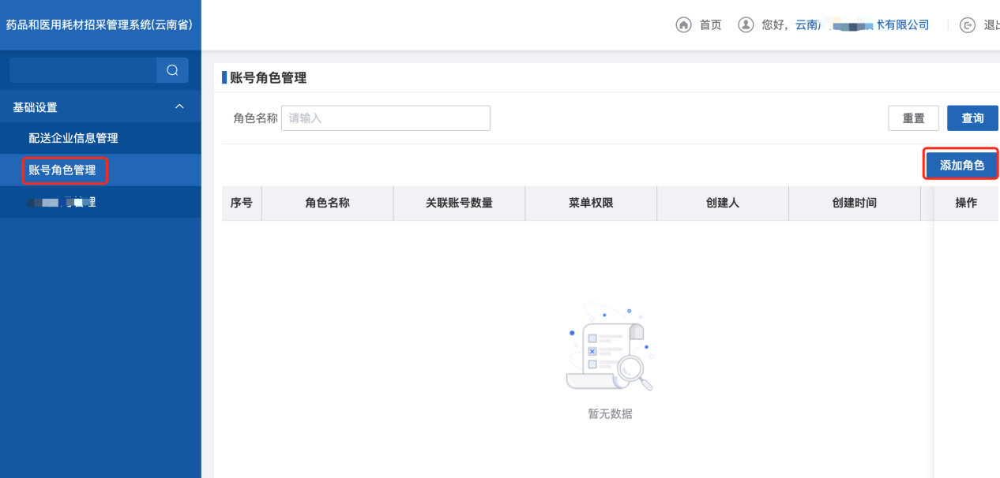 药品和医用耗材招采管理系统(云南省)
首页
您好，云南 技术有限公司
退出
基础设置
配送企业信息管理
账号角色管理
管理
账号角色管理
角色名称 请输入
重置
查询
添加角色
序号 角色名称 关联账号数量 菜单权限 创建人 创建时间 操作
暂无数据